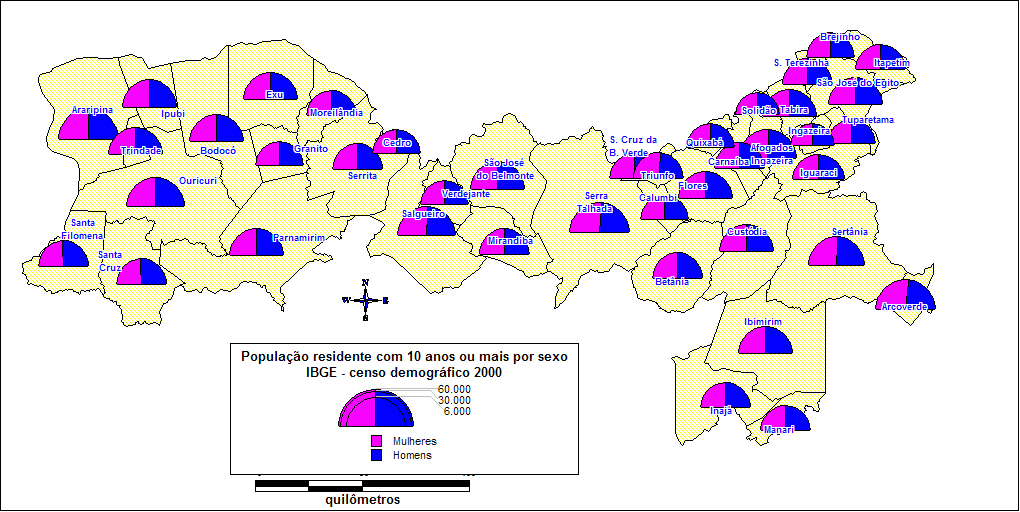 Brejinho
Itapetim
S. Terezinha
São José do Egito
Solidão
Tabira
Tuparetama
Ingazeira
Quixabá
Afogados
Ingazeira
Carnaíba
Iguaraci
Araripina
Ipubi
Exu
Moreilândia
Trindade
Bodocó
Granito
Cedro
Serrita
Ouricuri
São José
do Belmonte
Verdejante
Salgueiro
Mirandiba
S. Cruz da
B. Verde
Triunfo
Flores
Calumbi
Serra
Talhada
Santa
Filomena
Santa
Cruz
Parnamirim
Custódia
Sertânia
Betânia
Arcoverde
Ibimirim
Inajá
Manari
N
W
E
S
População residente com 10 anos ou mais por sexo
IBGE - censo demográfico 2000
60.000
30.000
6.000
Mulheres
Homens
quilômetros